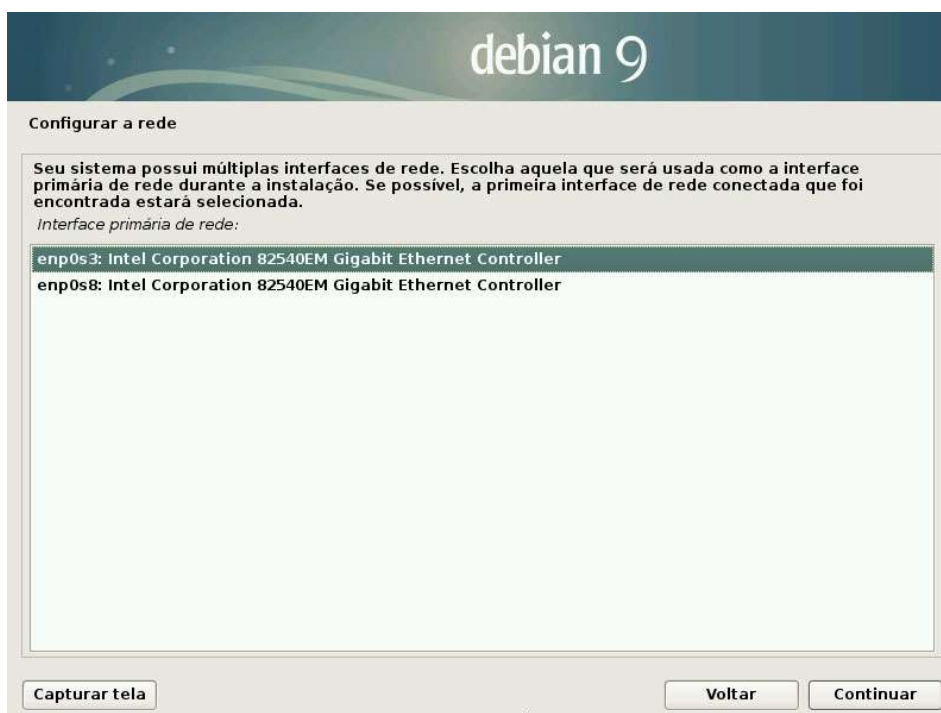 debian 9
Configurar a rede
Seu sistema possui múltiplas interfaces de rede. Escolha aquela que será usada como a interface
primária de rede durante a instalação. Se possível, a primeira interface de rede conectada que foi
encontrada estará selecionada.
Interface primária de rede:
enp0s3: Intel Corporation 82540EM Gigabit Ethernet Controller
enp0s8: Intel Corporation 82540EM Gigabit Ethernet Controller
Capturar tela
Voltar
Continuar